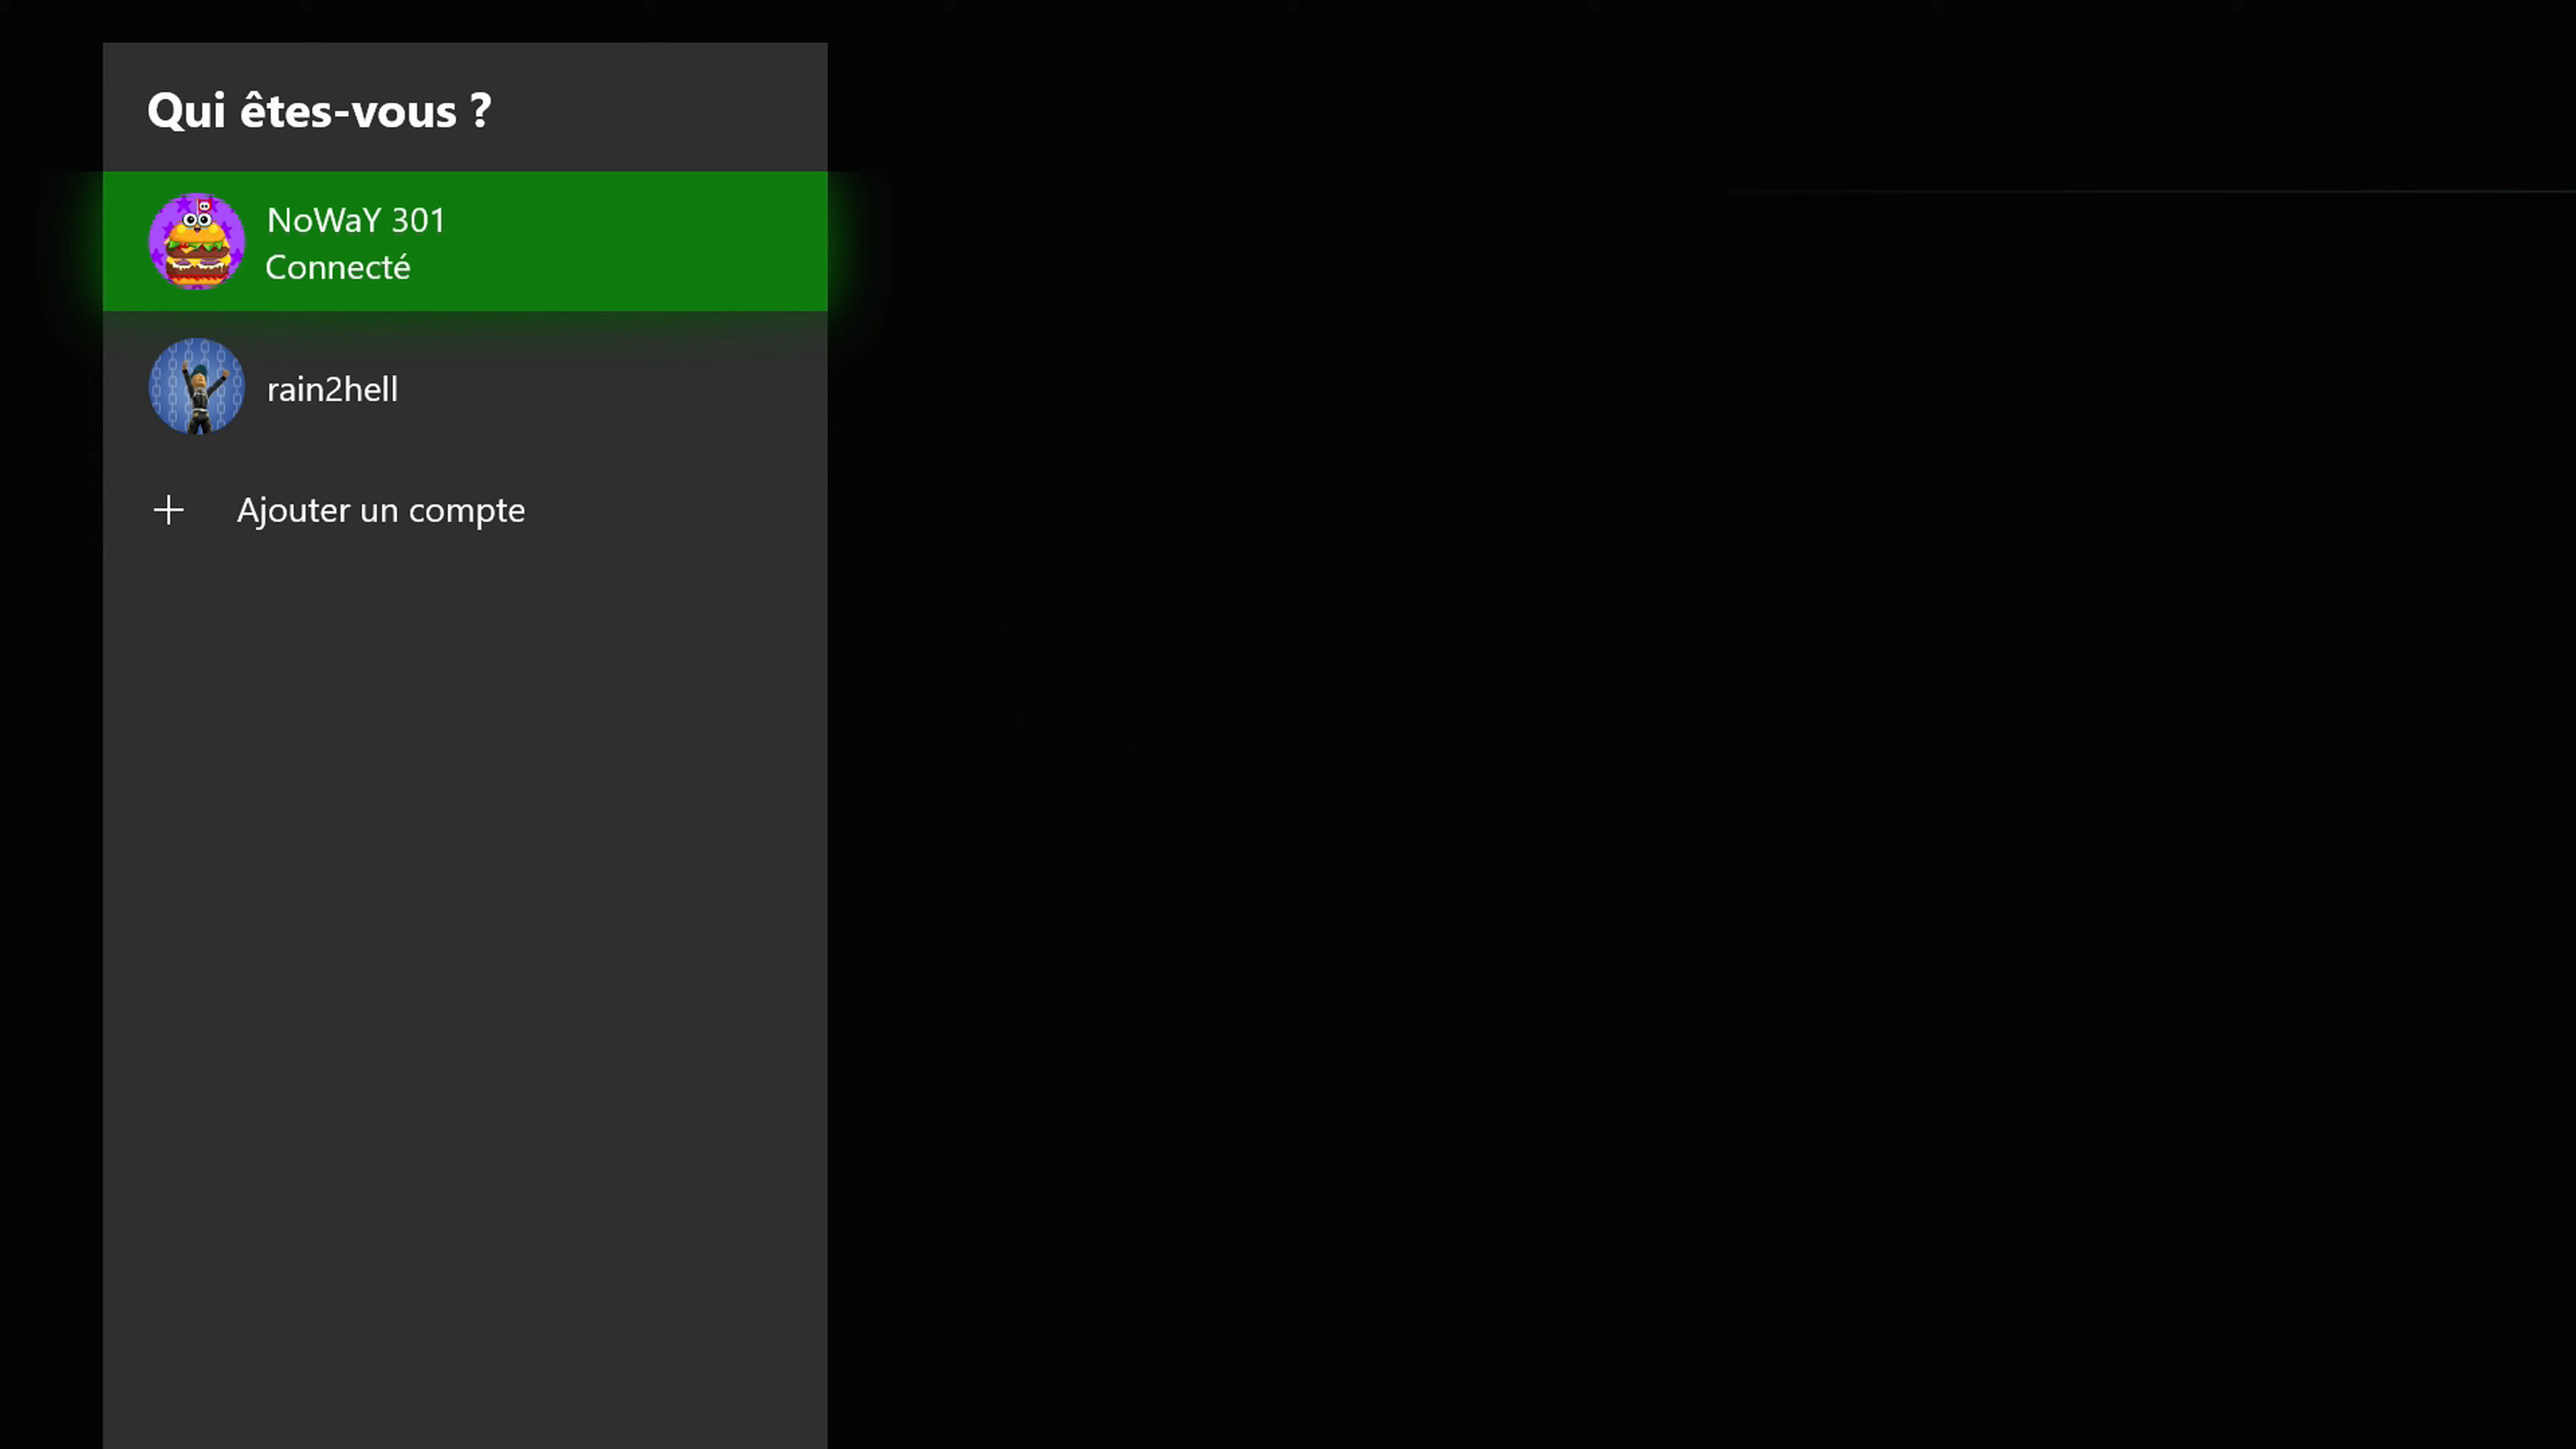 Qui êtes-vous ?
NoWaY 301
Connecté
rain2hell
Ajouter un compte